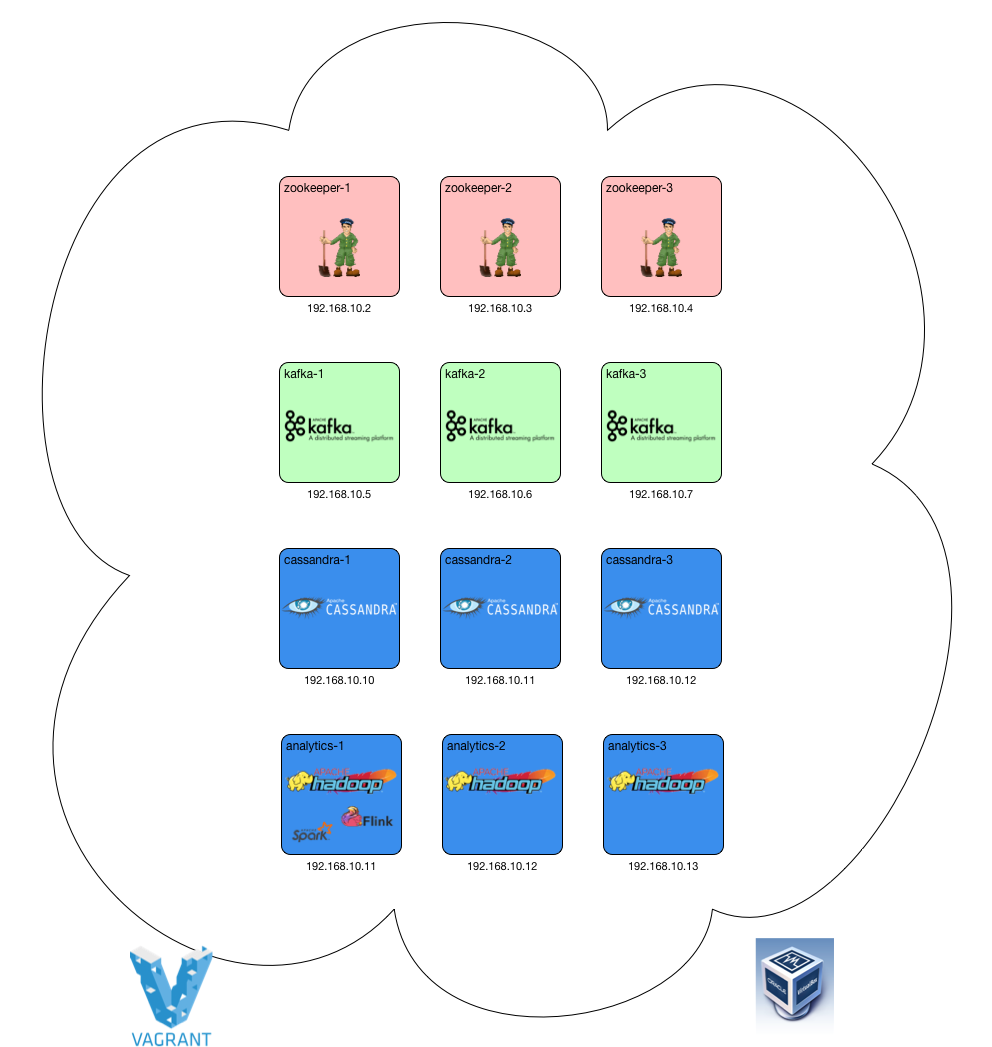 zookeeper-1 zookeeper-2 zookeeper-3
192.168.10.2 192.168.10.3 192.168.10.4
kafka-1 kafka-2 kafka-3
APACHE APACHE APACHE
kafka kafka kafka
A distributed streaming platform A distributed streaming platform A distributed streaming platform
192.168.10.5 192.168.10.6 192.168.10.7
cassandra-1 cassandra-2 cassandra-3
Apache Apache Apache
CASSANDRA CASSANDRA CASSANDRA
192.168.10.10 192.168.10.11 192.168.10.12
analytics-1 analytics-2 analytics-3
APACHE APACHE APACHE
hadoop hadoop hadoop
Flink
Spark
192.168.10.11 192.168.10.12 192.168.10.13
ORACLE VirtualBox
VAGRANT